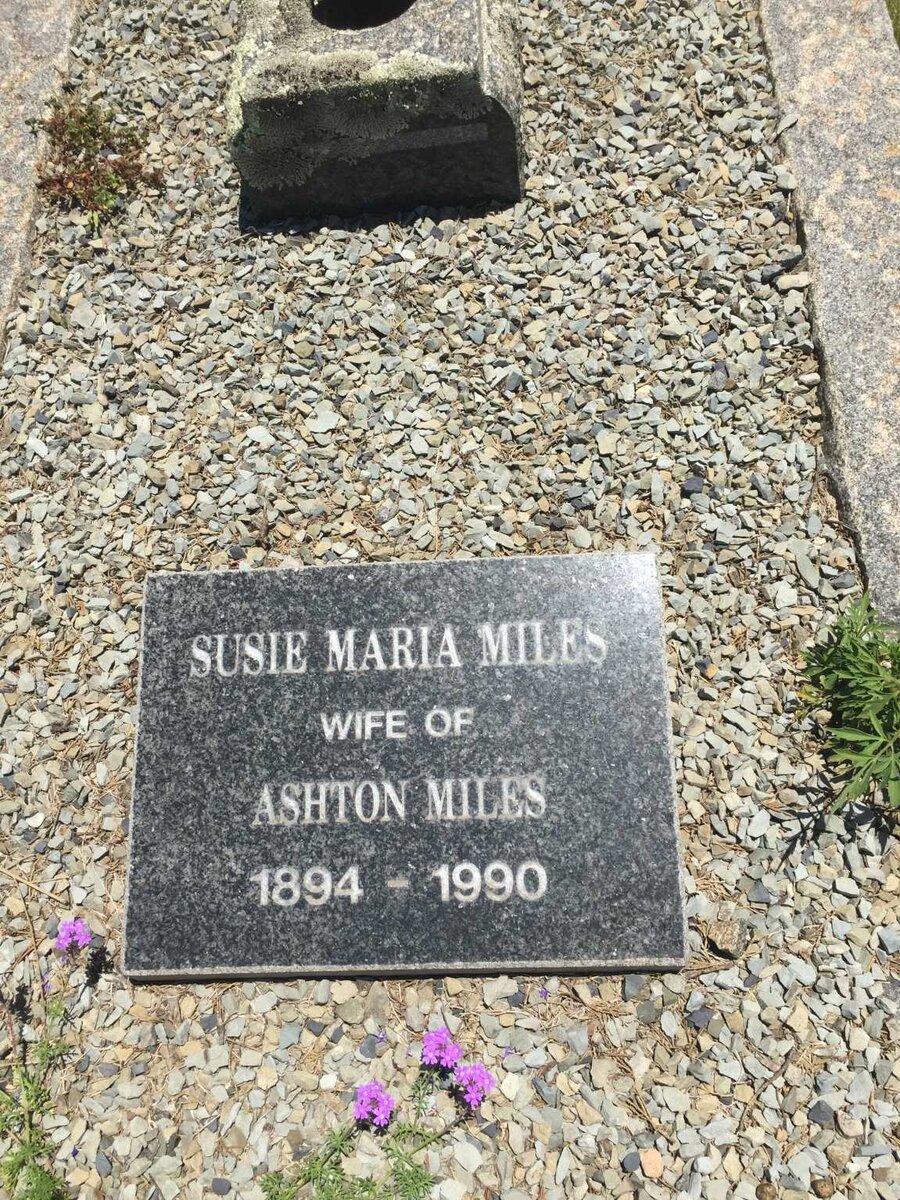 SUSIE MARIA MILES
WIFE OF
ASHTON MILES
1894 - 1990